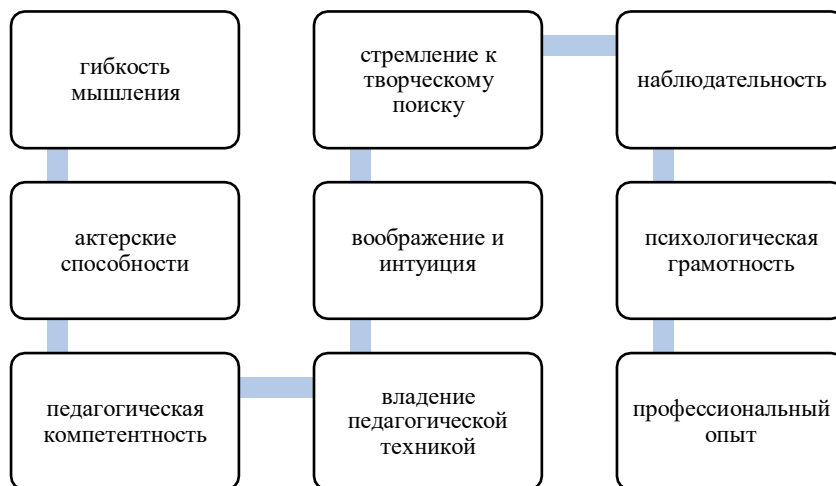 гибкость
мышления
актерские
способности
педагогическая
компетентность
владение
педагогической
техникой
воображение и
интуиция
стремление к
творческому
поиску
наблюдательность
психологическая
грамотность
профессиональный
опыт